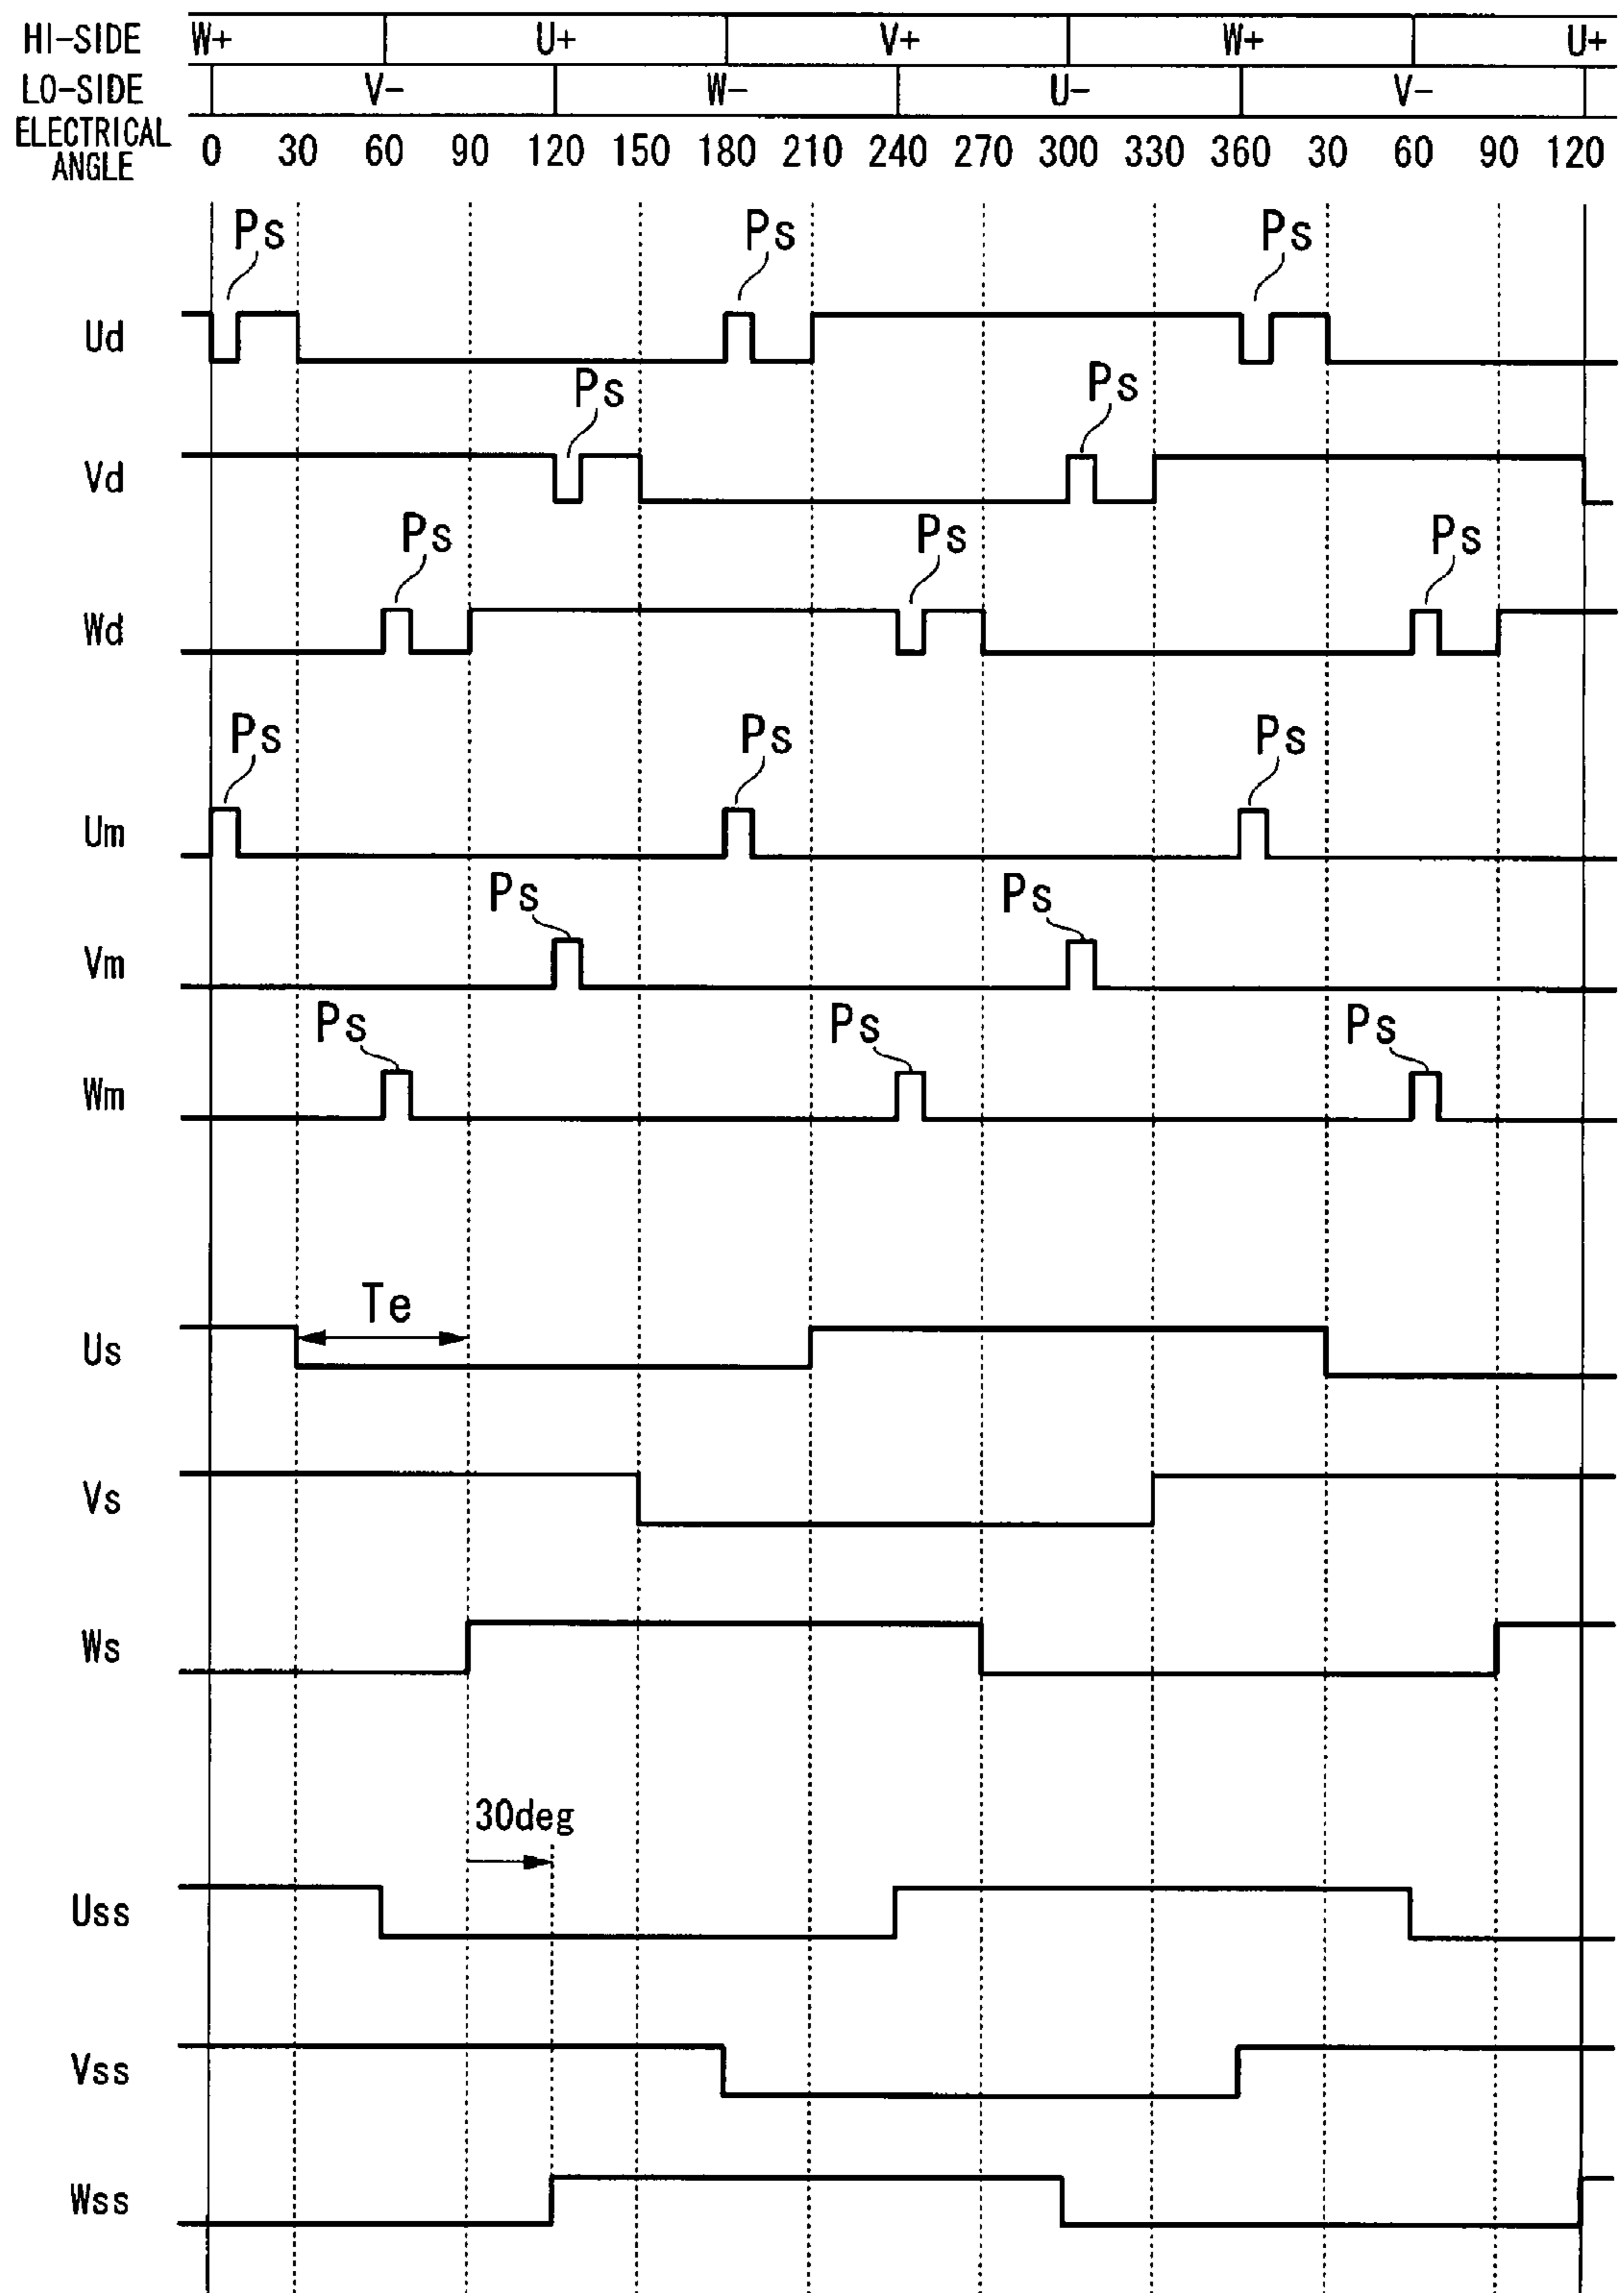 HI-SIDE W+ U+ V+ W+ U+
LO-SIDE V- W- U- V-
ELECTRICAL ANGLE 0 30 60 90 120 150 180 210 240 270 300 330 360 30 60 90 120
Ps Ps Ps
Ud
Ps Ps
Vd
Ps Ps Ps
Wd
Ps Ps Ps
Um
Ps Ps
Vm
Ps Ps Ps
Wm
Te
Us
Vs
Ws
30deg
Uss
Vss
Wss